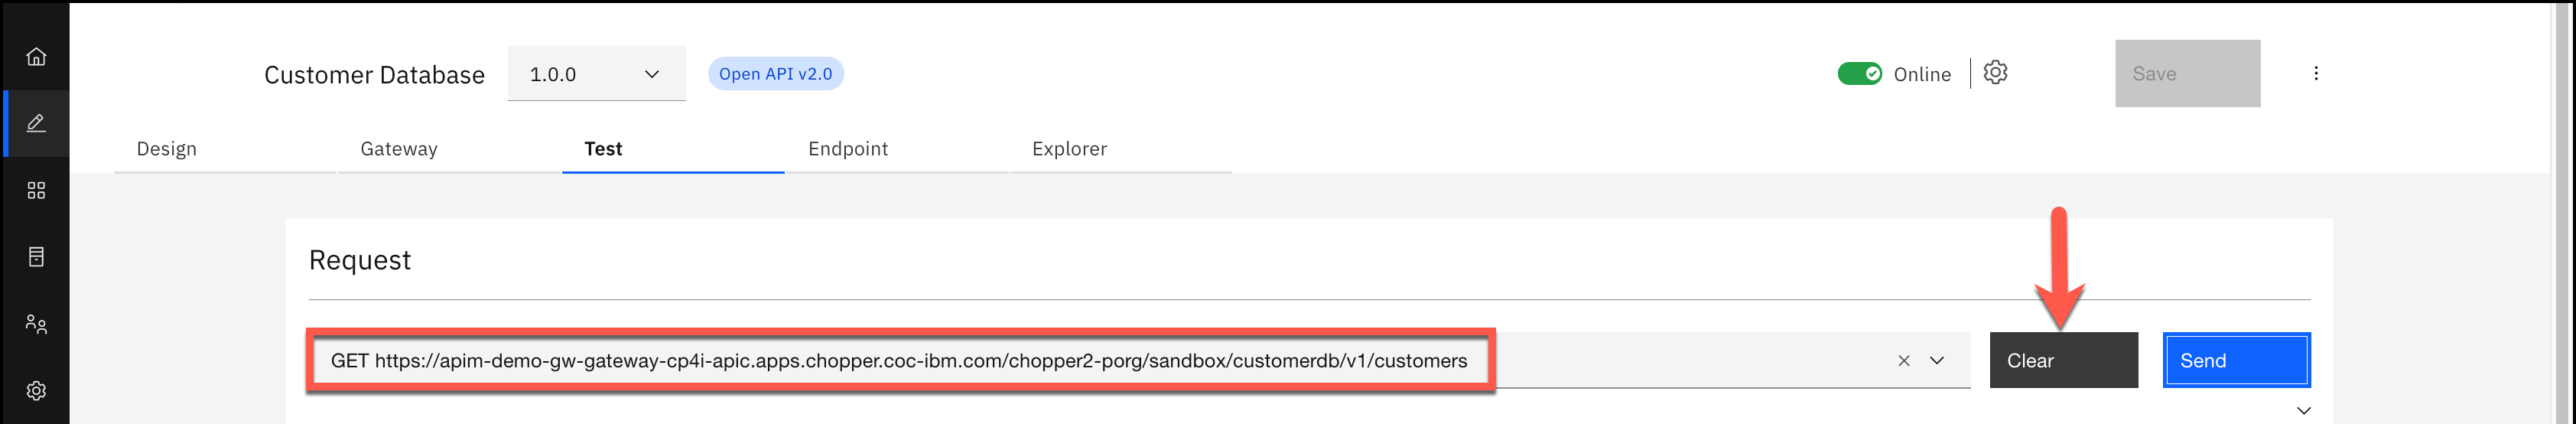 Customer Database
1.0.0
Open API v2.0
Online
Save
Design
Gateway
Test
Endpoint
Explorer
Request
GET https://apim-demo-gw-gateway-cp4i-apic.apps.chopper.coc-ibm.com/chopper2-porg/sandbox/customerdb/v1/customers
Clear
Send